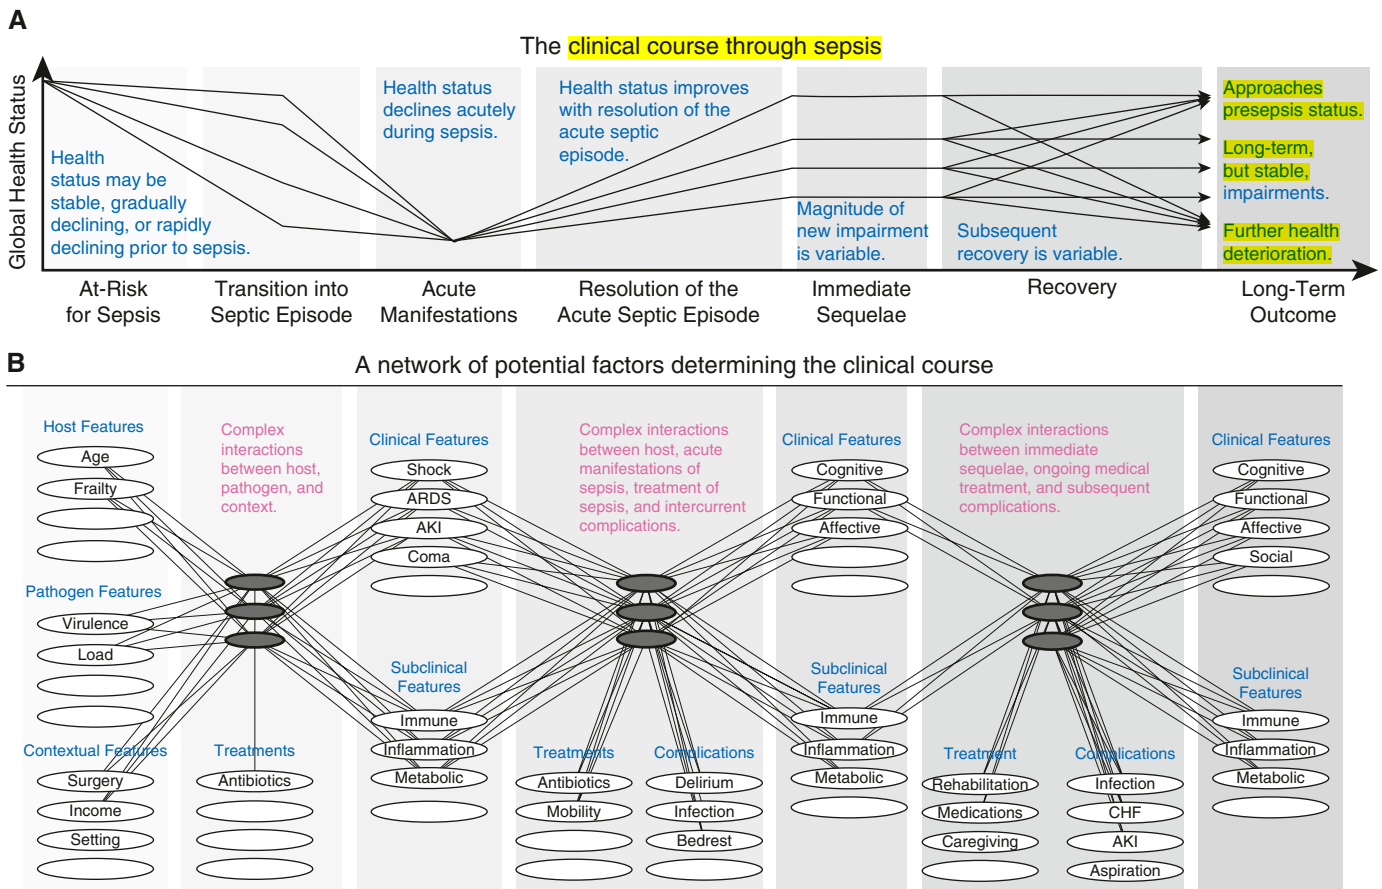 A
The clinical course through sepsis
Global Health Status
Health
status may be
stable, gradually
declining, or rapidly
declining prior to sepsis.
Health status
declines acutely
during sepsis.
Health status improves
with resolution of the
acute septic
episode.
Magnitude of
new impairment
is variable.
Subsequent
recovery is variable.
Approaches
presepsis status.
Long-term,
but stable,
impairments.
Further health
deterioration.
At-Risk
for Sepsis
Transition into
Septic Episode
Acute
Manifestations
Resolution of the
Acute Septic Episode
Immediate
Sequelae
Recovery
Long-Term
Outcome
B
A network of potential factors determining the clinical course
Host Features
Age
Frailty
Pathogen Features
Virulence
Load
Contextual Features
Surgery
Income
Setting
Complex
interactions
between host,
pathogen, and
context.
Treatments
Antibiotics
Clinical Features
Shock
ARDS
AKI
Coma
Subclinical
Features
Immune
Inflammation
Metabolic
Complex interactions
between host, acute
manifestations of
sepsis, treatment of
sepsis, and intercurrent
complications.
Treatments
Antibiotics
Mobility
Complications
Delirium
Infection
Bedrest
Clinical Features
Cognitive
Functional
Affective
Subclinical
Features
Immune
Inflammation
Metabolic
Complex interactions
between immediate
sequelae, ongoing medical
treatment, and subsequent
complications.
Treatment
Rehabilitation
Medications
Caregiving
Complications
Infection
CHF
AKI
Aspiration
Clinical Features
Cognitive
Functional
Affective
Social
Subclinical
Features
Immune
Inflammation
Metabolic